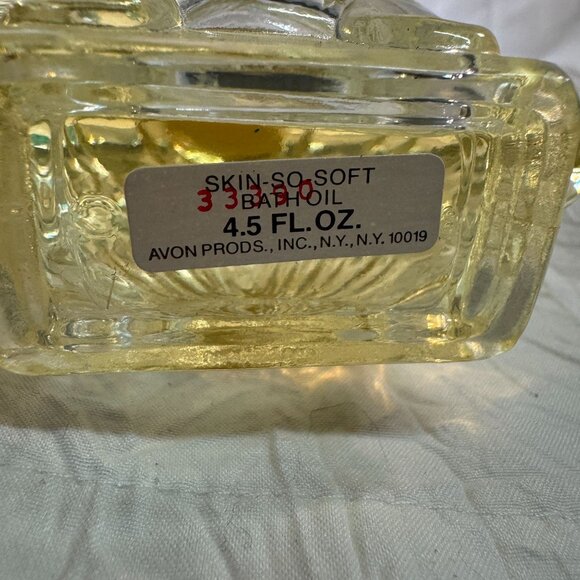 SKIN-SO-SOFT
BATH OIL
4.5 FL. OZ.
AVON PRODS., INC., N.Y., N.Y. 10019